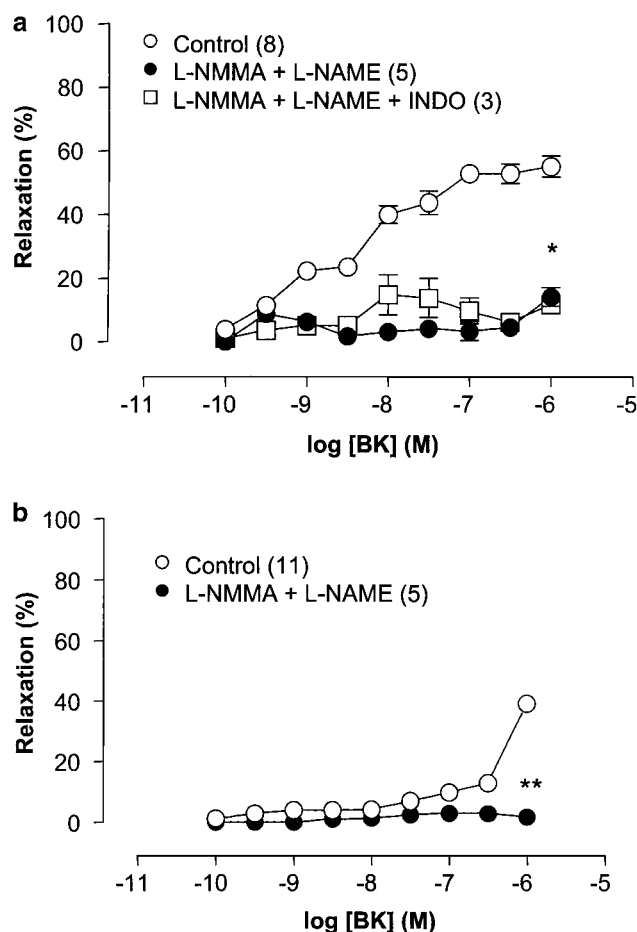 a
100
80
60
40
20
0
Relaxation (%)
Control (8)
L-NMMA + L-NAME (5)
L-NMMA + L-NAME + INDO (3)
*
-11 -10 -9 -8 -7 -6 -5
log [BK] (M)
b
100
80
60
40
20
0
Relaxation (%)
Control (11)
L-NMMA + L-NAME (5)
**
-11 -10 -9 -8 -7 -6 -5
log [BK] (M)